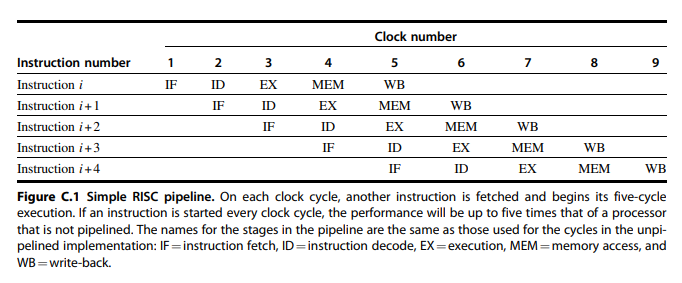 Clock number
Instruction number 1 2 3 4 5 6 7 8 9
Instruction i IF ID EX MEM WB
Instruction i+1 IF ID EX MEM WB
Instruction i+2 IF ID EX MEM WB
Instruction i+3 IF ID EX MEM WB
Instruction i+4 IF ID EX MEM WB
Figure C.1 Simple RISC pipeline. On each clock cycle, another instruction is fetched and begins its five-cycle
execution. If an instruction is started every clock cycle, the performance will be up to five times that of a processor
that is not pipelined. The names for the stages in the pipeline are the same as those used for the cycles in the unpi-
pelined implementation: IF=instruction fetch, ID=instruction decode, EX=execution, MEM=memory access, and
WB=write-back.